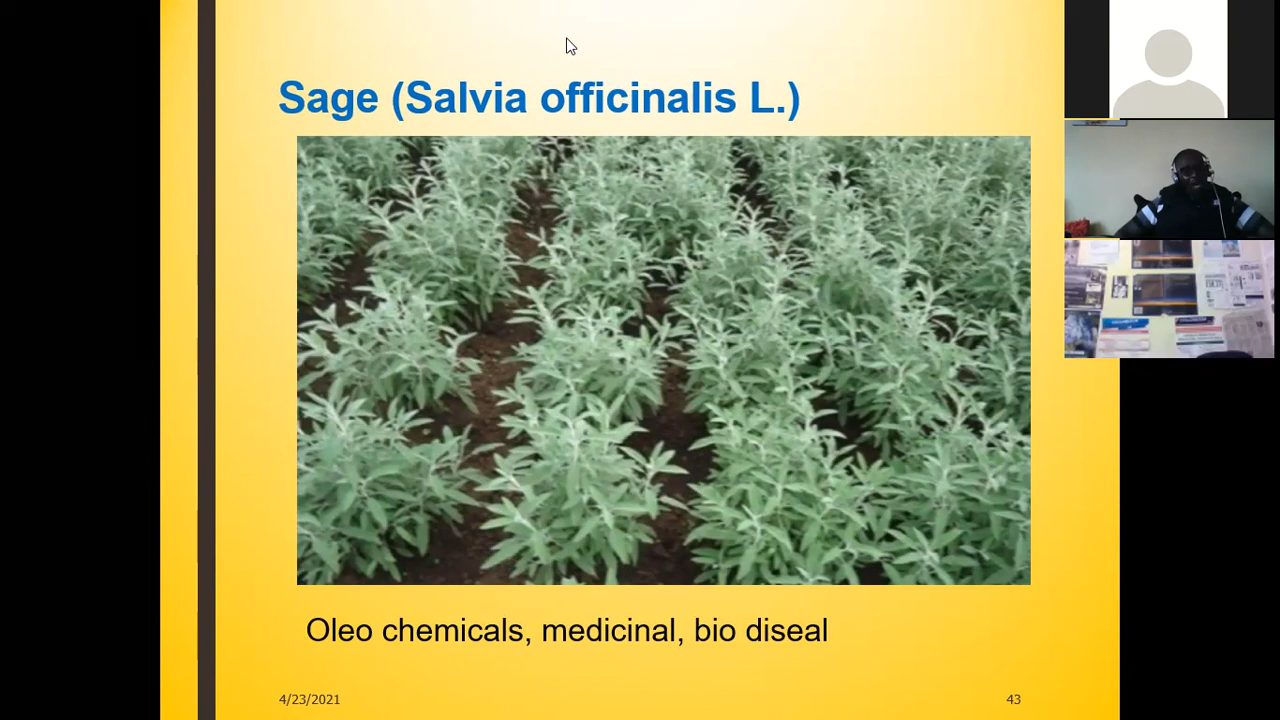 Sage (Salvia officinalis L.)
Oleo chemicals, medicinal, bio diseal
4/23/2021
43